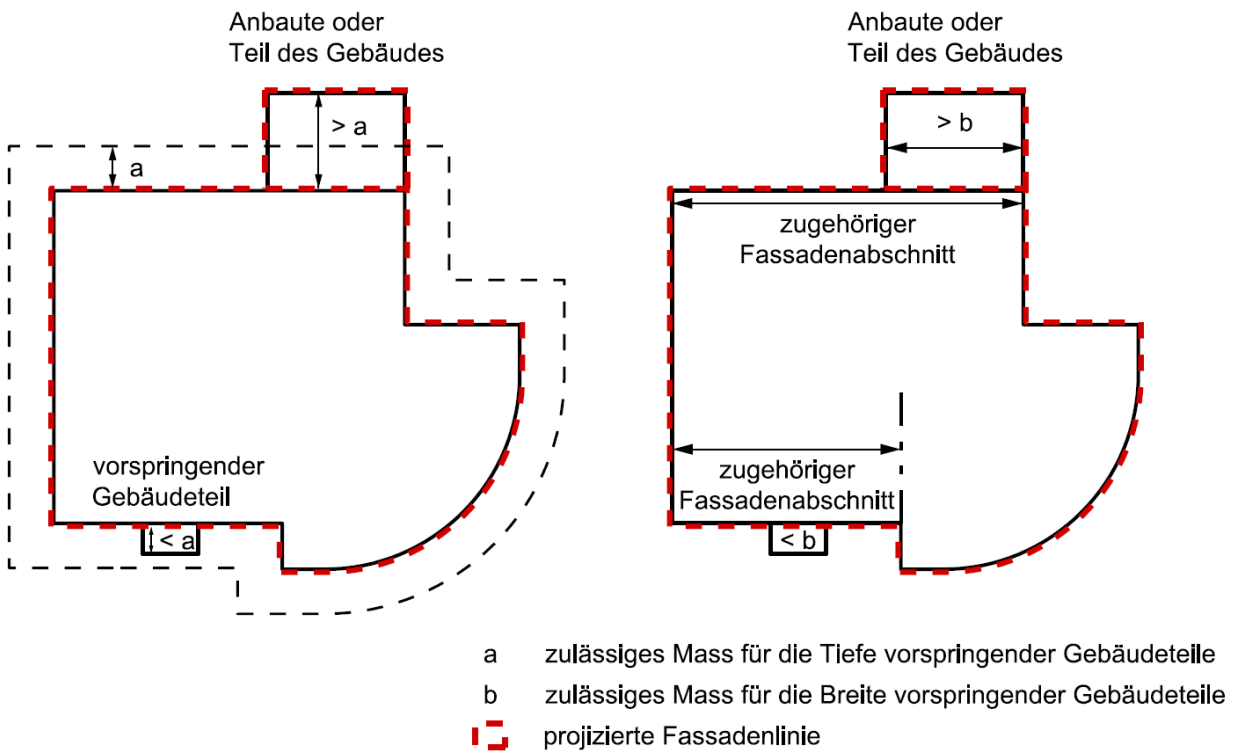 Anbaute oder
Teil des Gebäudes
> a
a
vorspringender
Gebäudeteil
< a
Anbaute oder
Teil des Gebäudes
> b
zugehöriger
Fassadenabschnitt
zugehöriger
Fassadenabschnitt
< b
a zulässiges Mass für die Tiefe vorspringender Gebäudeteile
b zulässiges Mass für die Breite vorspringender Gebäudeteile
projizierte Fassadenlinie